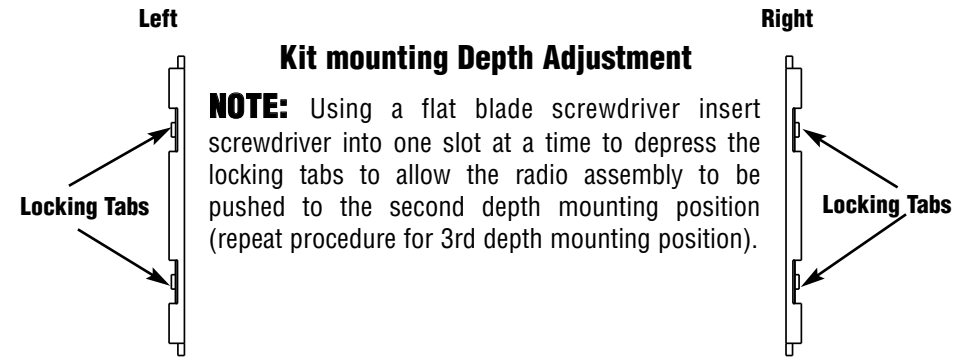 Left
Right
Kit mounting Depth Adjustment
NOTE: Using a flat blade screwdriver insert
screwdriver into one slot at a time to depress the
locking tabs to allow the radio assembly to be
pushed to the second depth mounting position
(repeat procedure for 3rd depth mounting position).
Locking Tabs
Locking Tabs